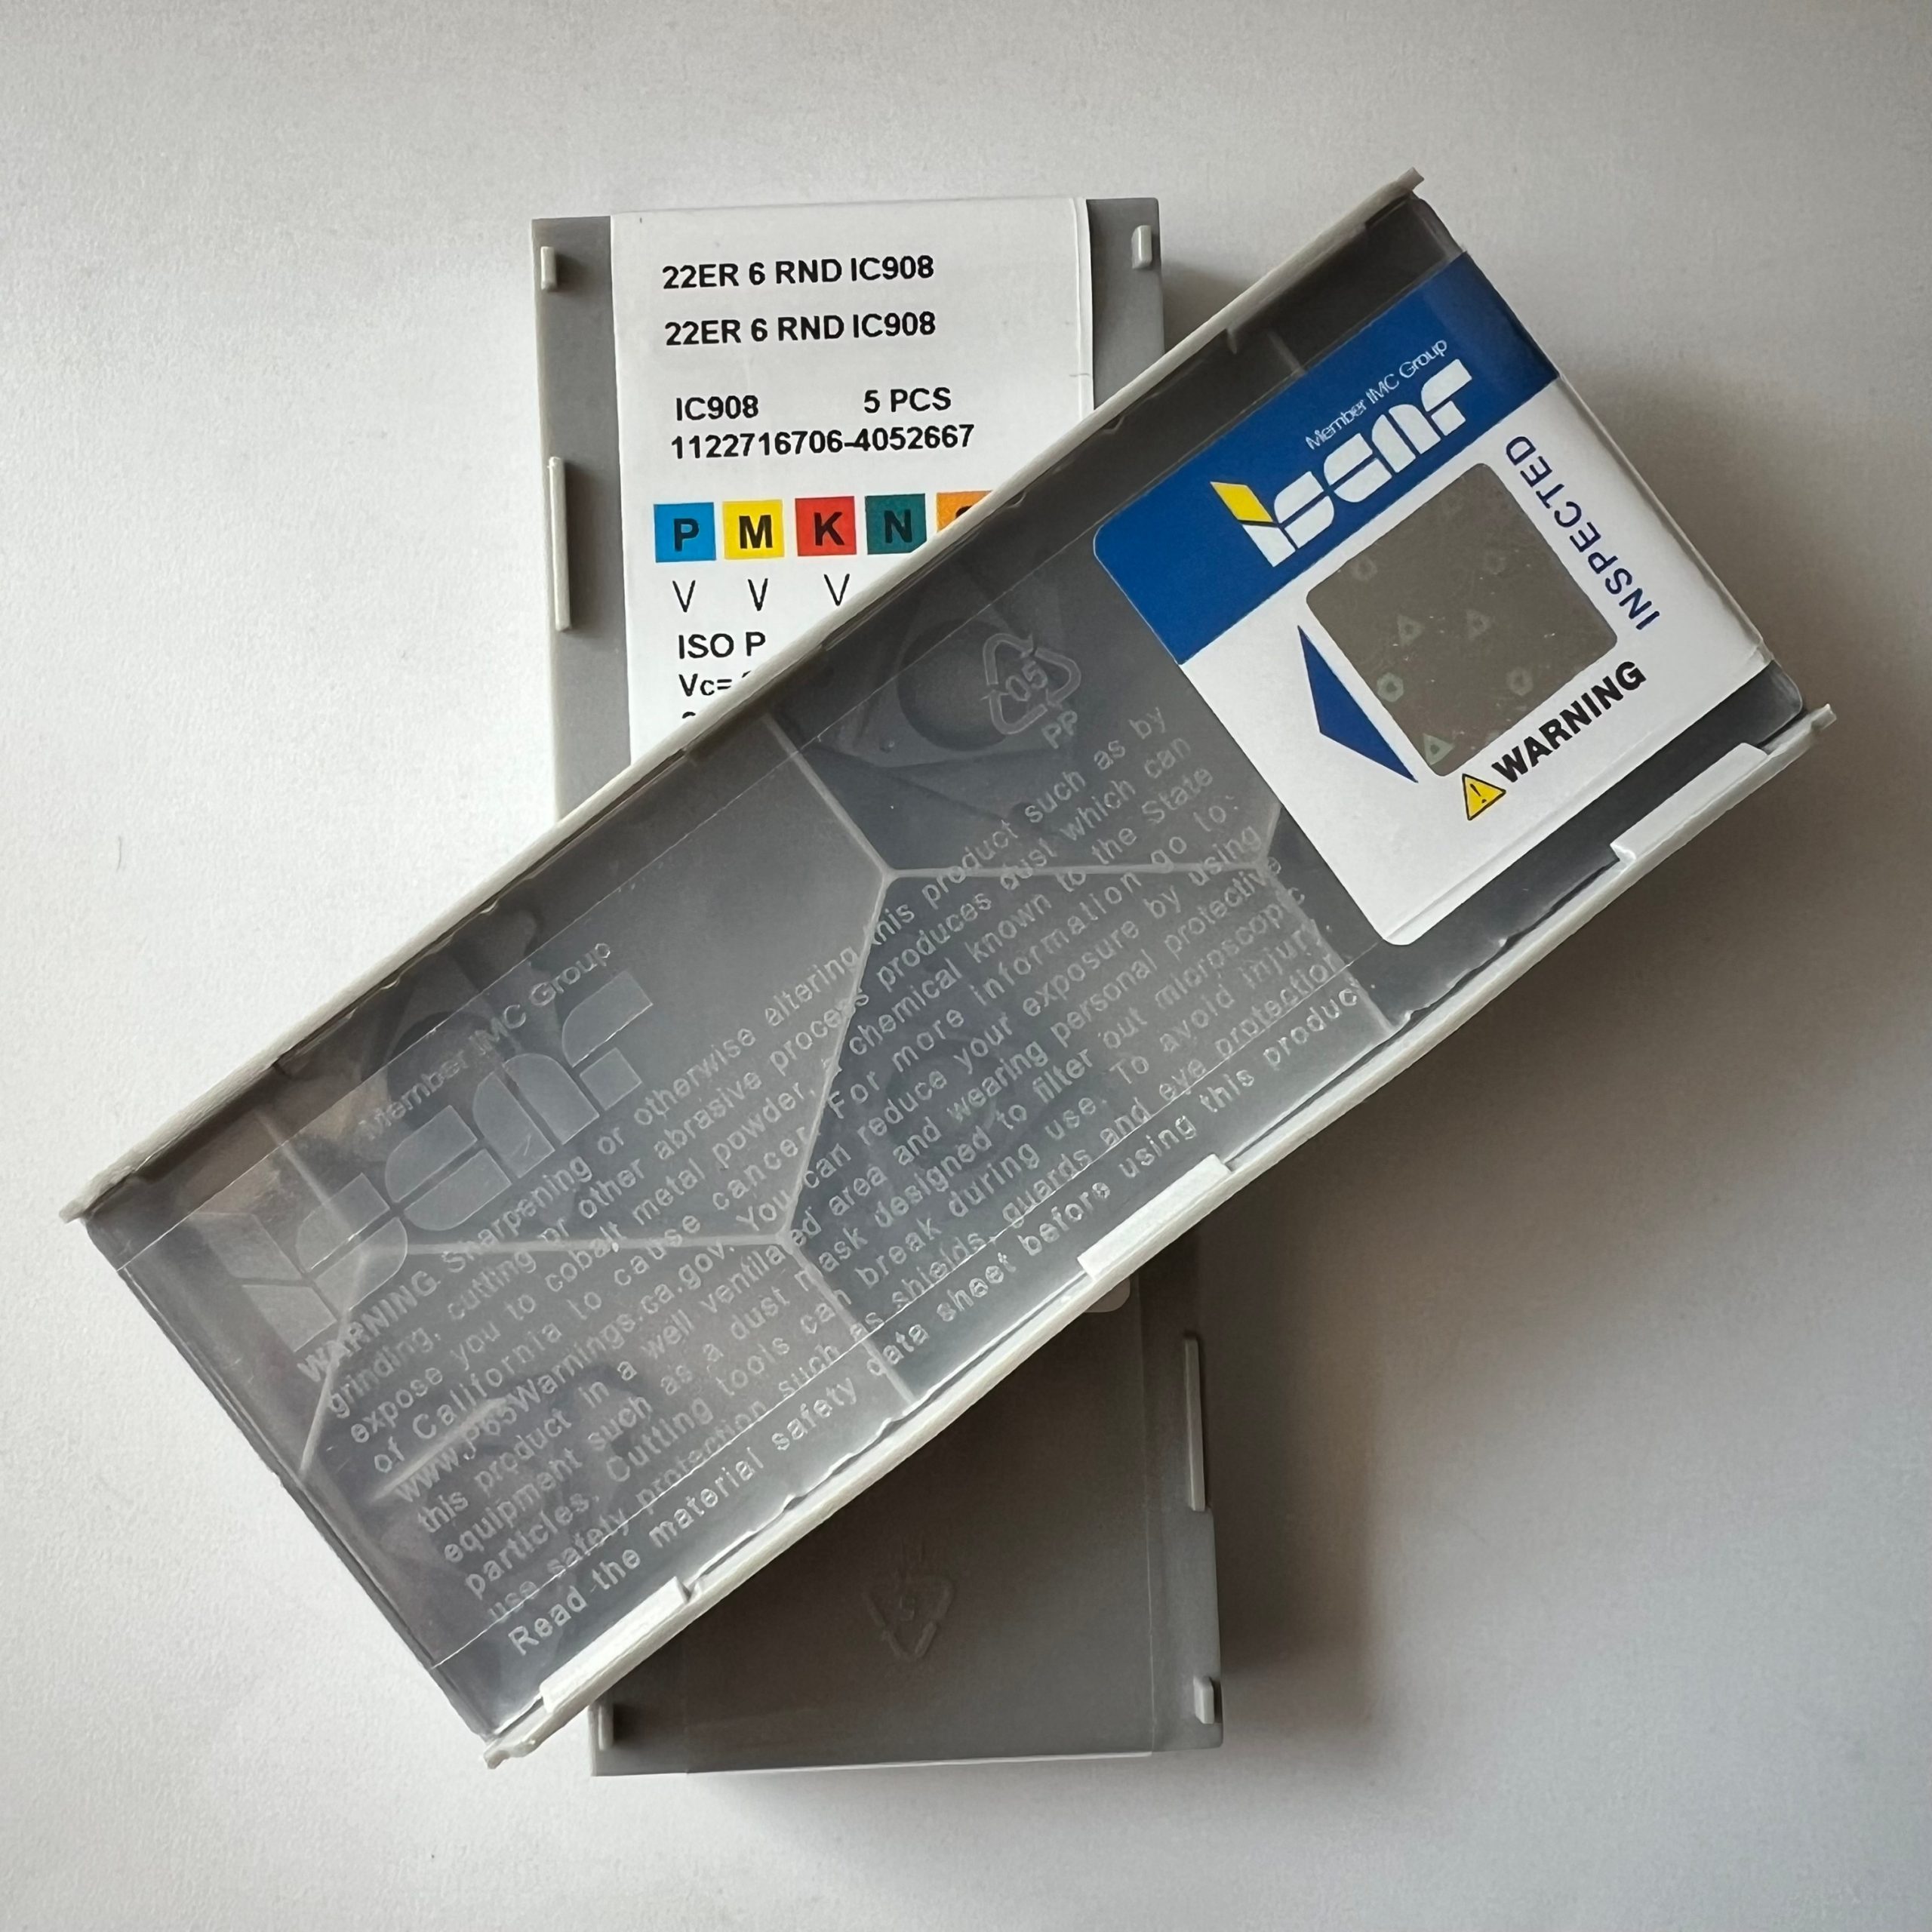 22ER 6 RND IC908
22ER 6 RND IC908
IC908 5 PCS
1122716706-4052667
P M K N
V V V
ISO P
Vc=
Member IMC Group
iscar
INSPECTED
WARNING
05
PP
Member IMC Group
iscar
WARNING Sharpening or otherwise altering this product such as by
grinding, cutting or other abrasive process produces dust which can
expose you to cobalt metal powder, a chemical known to the State
of California to cause cancer. For more information go to:
www.P65Warnings.ca.gov. You can reduce your exposure by using
this product in a well ventilated area and wearing personal protective
equipment such as a dust mask designed to filter out microscopic
particles. Cutting tools can break during use. To avoid injury,
use safety protection such as shields, guards and eye protection
Read the material safety data sheet before using this product
5